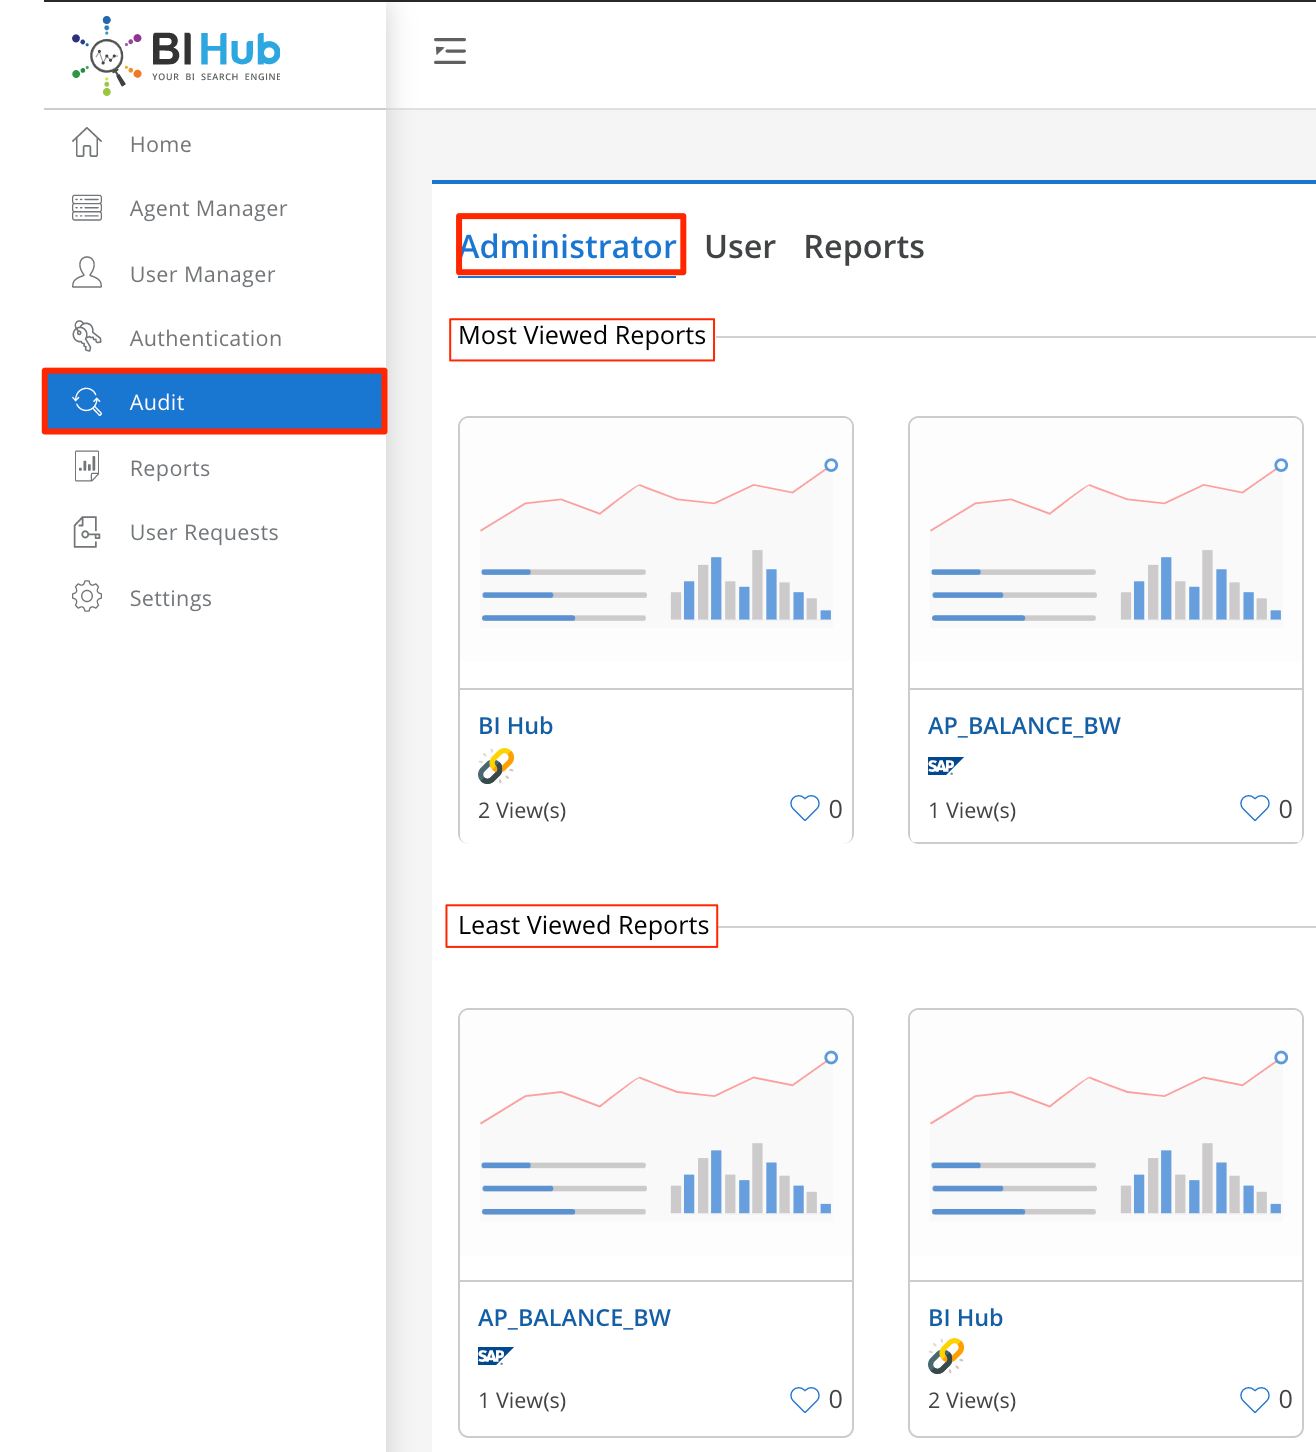 BI Hub
YOUR BI SEARCH ENGINE
Home
Agent Manager
User Manager
Authentication
Audit
Reports
User Requests
Settings
Administrator User Reports
Most Viewed Reports
BI Hub
2 View(s) 0
AP_BALANCE_BW
SAP
1 View(s) 0
Least Viewed Reports
AP_BALANCE_BW
SAP
1 View(s) 0
BI Hub
2 View(s) 0